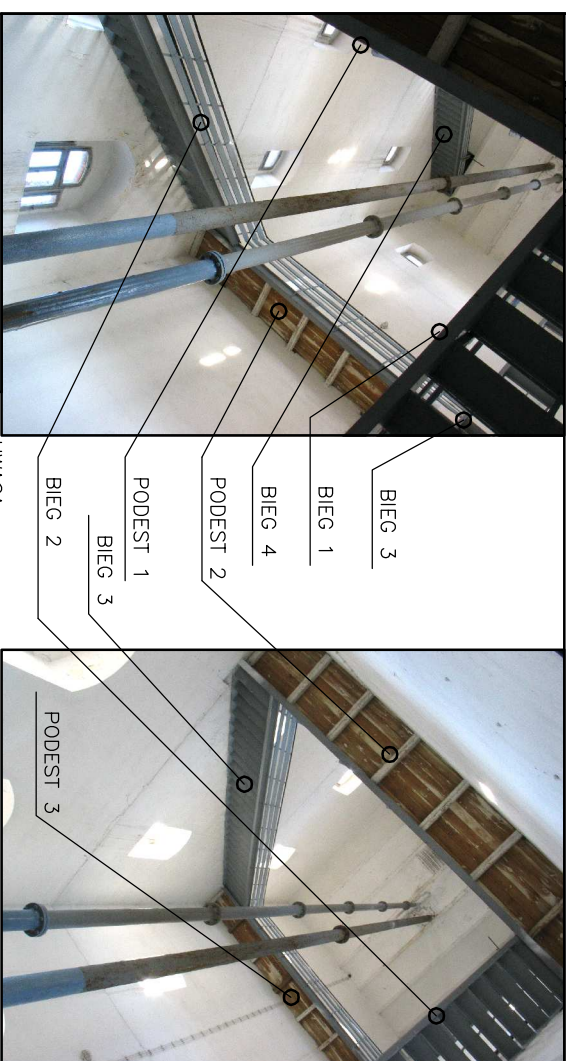 BIEG 3
BIEG 1
BIEG 4
PODEST 2
PODEST 1
BIEG 3
BIEG 2
PODEST 3